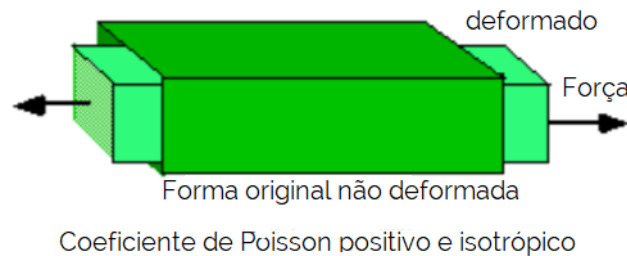 deformado
Força
Forma original não deformada
Coeficiente de Poisson positivo e isotrópico